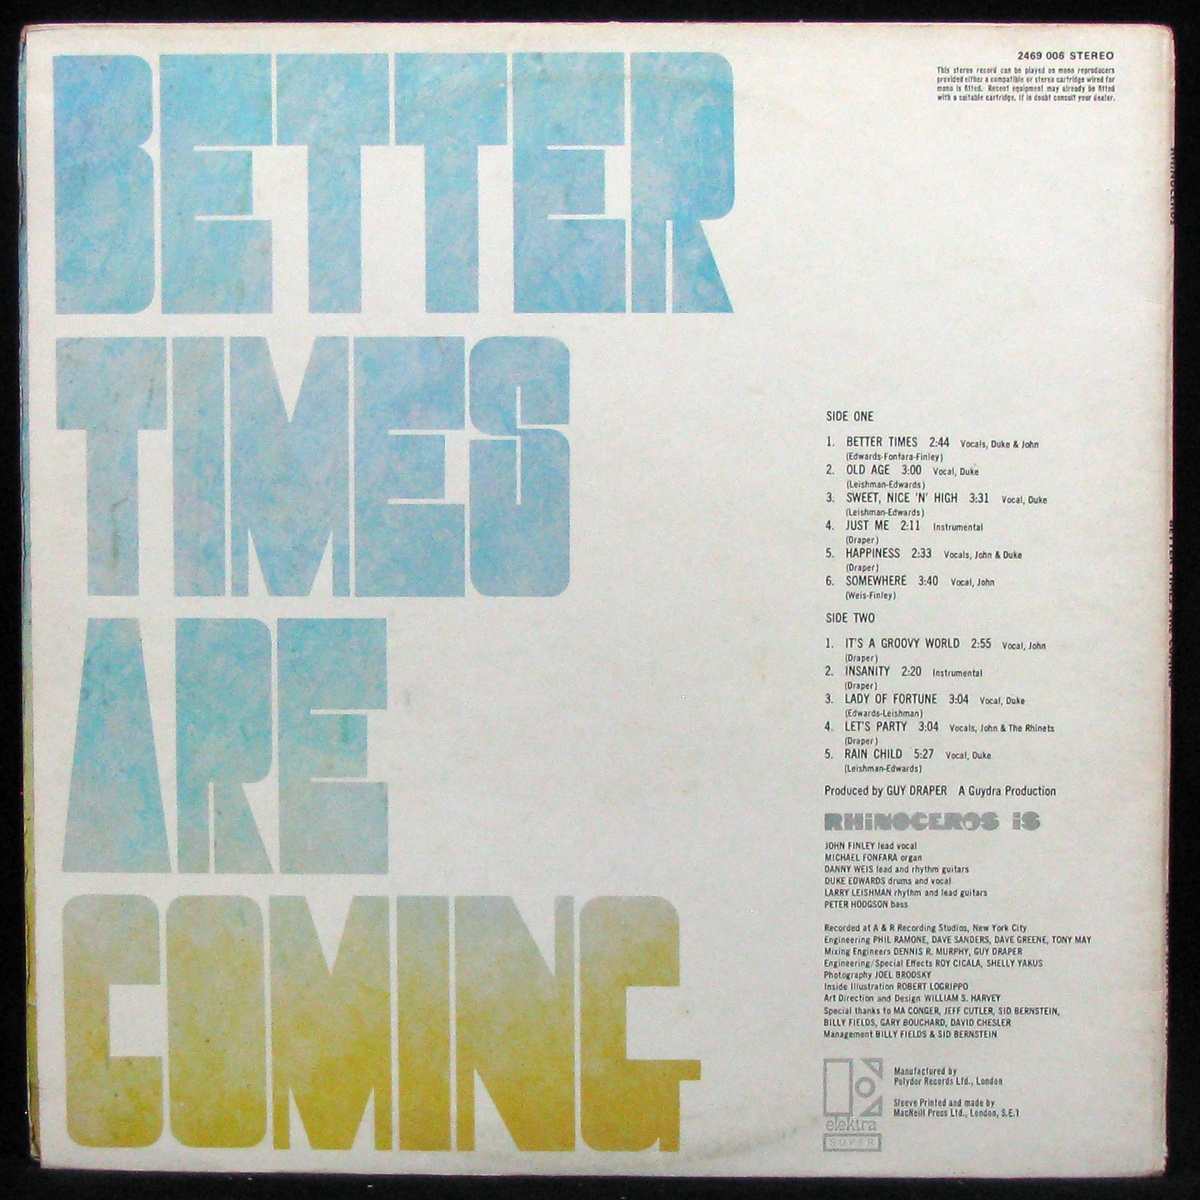 BETTER
TIMES
ARE
COMING
2469 006 STEREO
This stereo record can be played on mono reproducers
provided either a compatible or stereo cartridge wired for
mono is fitted. Recent equipment may already be fitted
with a suitable cartridge. If in doubt consult your dealer.
SIDE ONE
1. BETTER TIMES 2:44 Vocals, Duke & John
(Edwards-Fonfara-Finley)
2. OLD AGE 3:00 Vocal, Duke
(Leishman-Edwards)
3. SWEET, NICE 'N' HIGH 3:31 Vocal, Duke
(Leishman-Edwards)
4. JUST ME 2:11 Instrumental
(Draper)
5. HAPPINESS 2:33 Vocals, John & Duke
(Draper)
6. SOMEWHERE 3:40 Vocal, John
(Weis-Finley)
SIDE TWO
1. IT'S A GROOVY WORLD 2:55 Vocal, John
(Draper)
2. INSANITY 2:20 Instrumental
(Draper)
3. LADY OF FORTUNE 3:04 Vocal, Duke
(Edwards-Leishman)
4. LET'S PARTY 3:04 Vocals, John & The Rhinets
(Draper)
5. RAIN CHILD 5:27 Vocal, Duke
(Leishman-Edwards)
Produced by GUY DRAPER A Guydra Production
RHiNOCEROS iS
JOHN FINLEY lead vocal
MICHAEL FONFARA organ
DANNY WEIS lead and rhythm guitars
DUKE EDWARDS drums and vocal
LARRY LEISHMAN rhythm and lead guitars
PETER HODGSON bass
Recorded at A & R Recording Studios, New York City
Engineering PHIL RAMONE, DAVE SANDERS, DAVE GREENE, TONY MAY
Mixing Engineers DENNIS R. MURPHY, GUY DRAPER
Engineering/Special Effects ROY CICALA, SHELLY YAKUS
Photography JOEL BRODSKY
Inside Illustration ROBERT LOGRIPPO
Art Direction and Design WILLIAM S. HARVEY
Special thanks to MA CONGER, JEFF CUTLER, SID BERNSTEIN,
BILLY FIELDS, GARY BOUCHARD, DAVID CHESLER
Management BILLY FIELDS & SID BERNSTEIN
elektra
SUPER
Manufactured by
Polydor Records Ltd., London
Sleeve Printed and made by
MacNeill Press Ltd., London, S.E.1